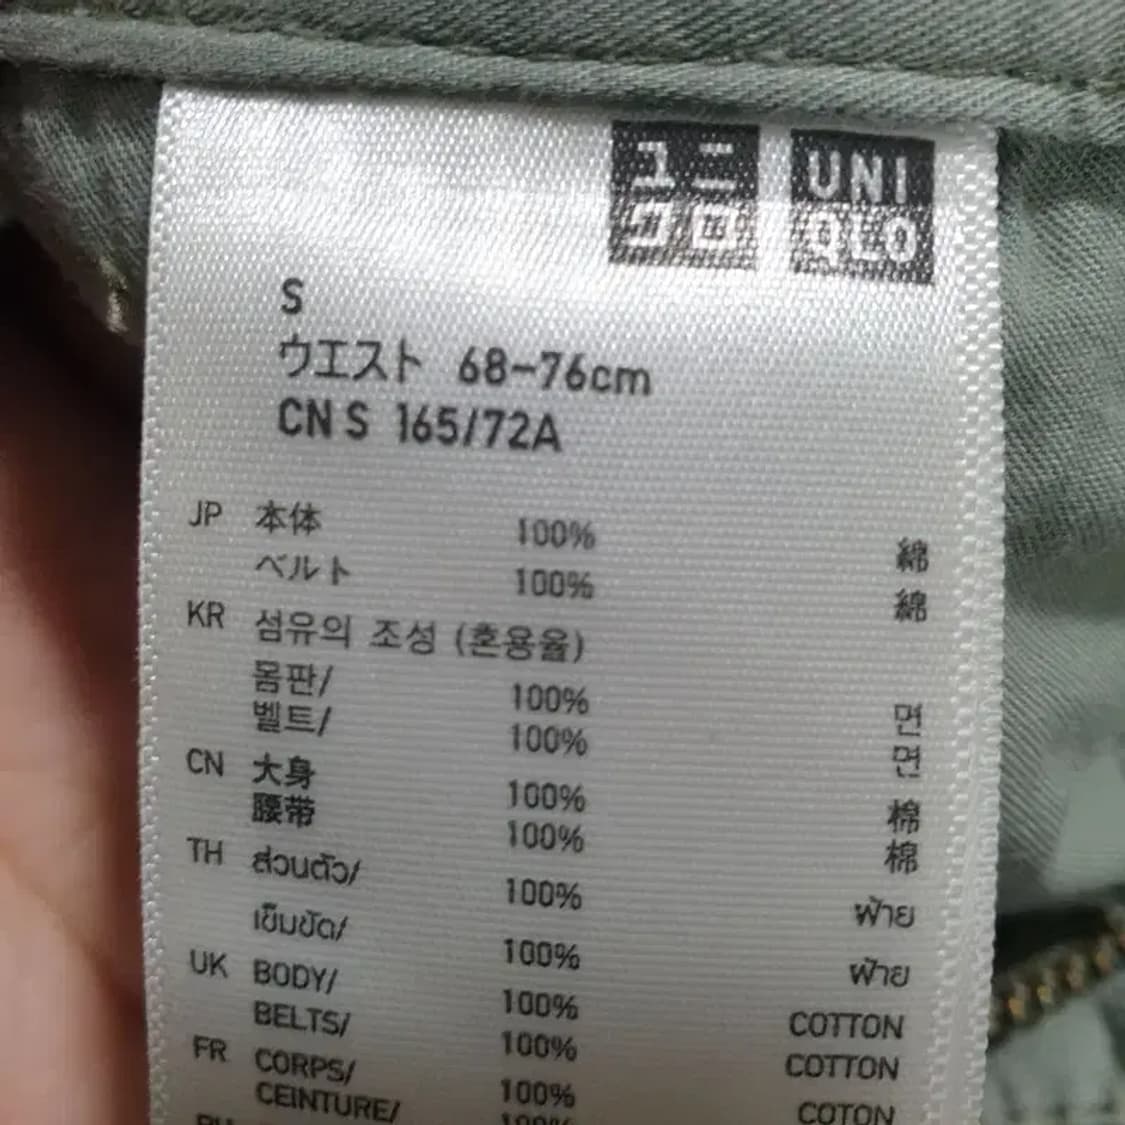 ユニ
クロ
UNI
QLO
S
ウエスト 68-76cm
CN S 165/72A
JP 本体 100% 綿
ベルト 100% 綿
KR 섬유의 조성 (혼용율)
몸판/ 100% 면
벨트/ 100% 면
CN 大身 100% 棉
腰带 100% 棉
TH ส่วนตัว/ 100% ฝ้าย
เข็มขัด/ 100% ฝ้าย
UK BODY/ 100% COTTON
BELTS/ 100% COTTON
FR CORPS/ 100% COTON
CEINTURE/ 100%